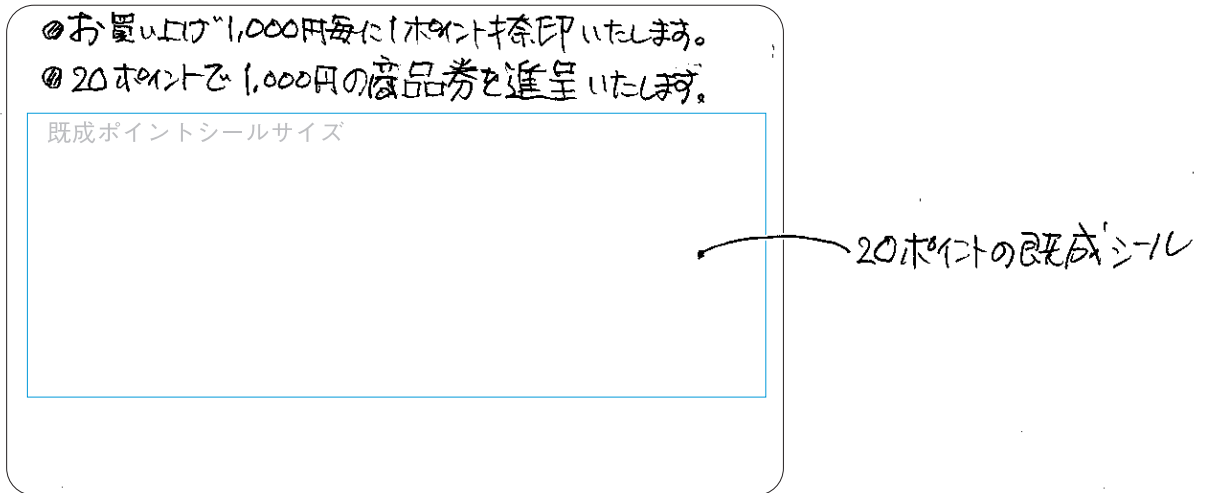 ●お買い上げ1,000円毎に1ポイント捺印いたします。
●20ポイントで1,000円の商品券を進呈いたします。
既成ポイントシールサイズ
20ポイントの既成シール